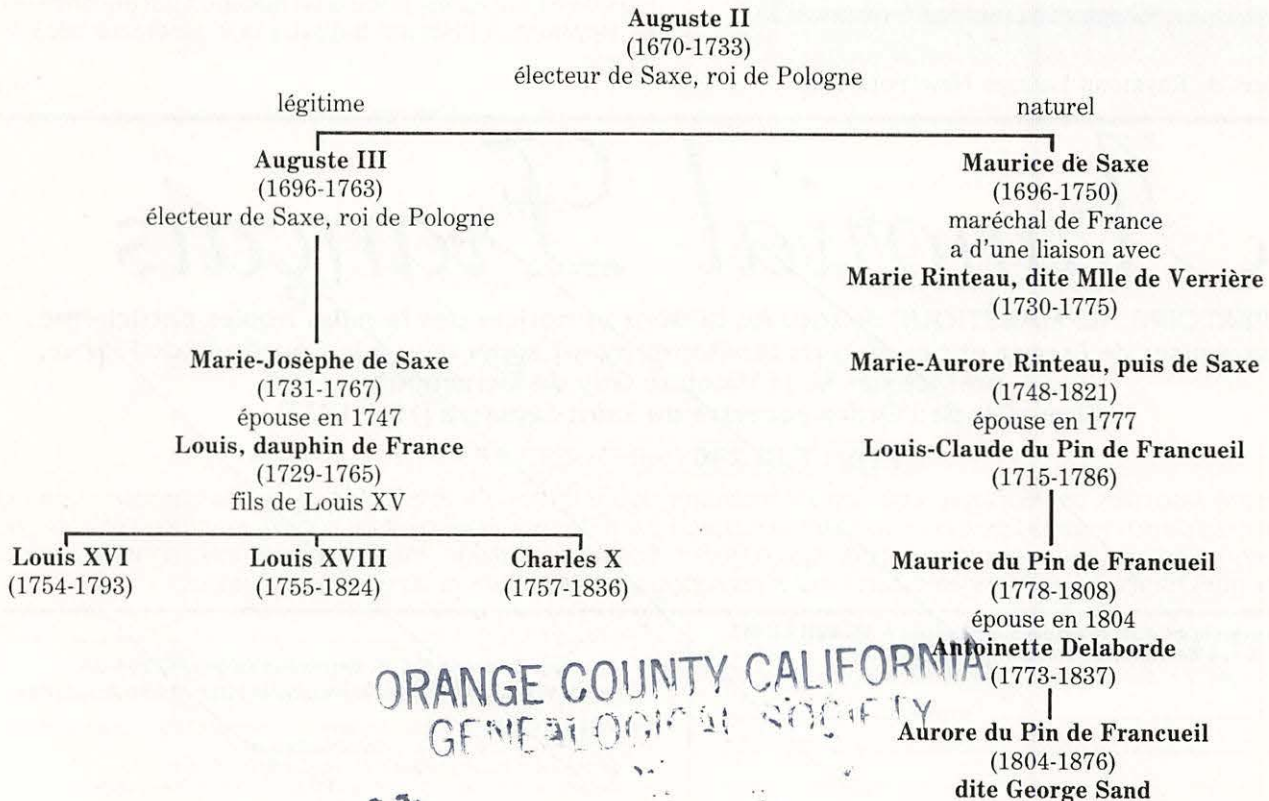 Auguste II
(1670-1733)
électeur de Saxe, roi de Pologne
légitime
naturel
Auguste III
(1696-1763)
électeur de Saxe, roi de Pologne
Marie-Josèphe de Saxe
(1731-1767)
épouse en 1747
Louis, dauphin de France
(1729-1765)
fils de Louis XV
Louis XVI
(1754-1793)
Louis XVIII
(1755-1824)
Charles X
(1757-1836)
Maurice de Saxe
(1696-1750)
maréchal de France
a d'une liaison avec
Marie Rinteau, dite Mlle de Verrière
(1730-1775)
Marie-Aurore Rinteau, puis de Saxe
(1748-1821)
épouse en 1777
Louis-Claude du Pin de Francueil
(1715-1786)
Maurice du Pin de Francueil
(1778-1808)
épouse en 1804
Antoinette Delaborde
(1773-1837)
Aurore du Pin de Francueil
(1804-1876)
dite George Sand
ORANGE COUNTY CALIFORNIA
GENEALOGICAL SOCIETY